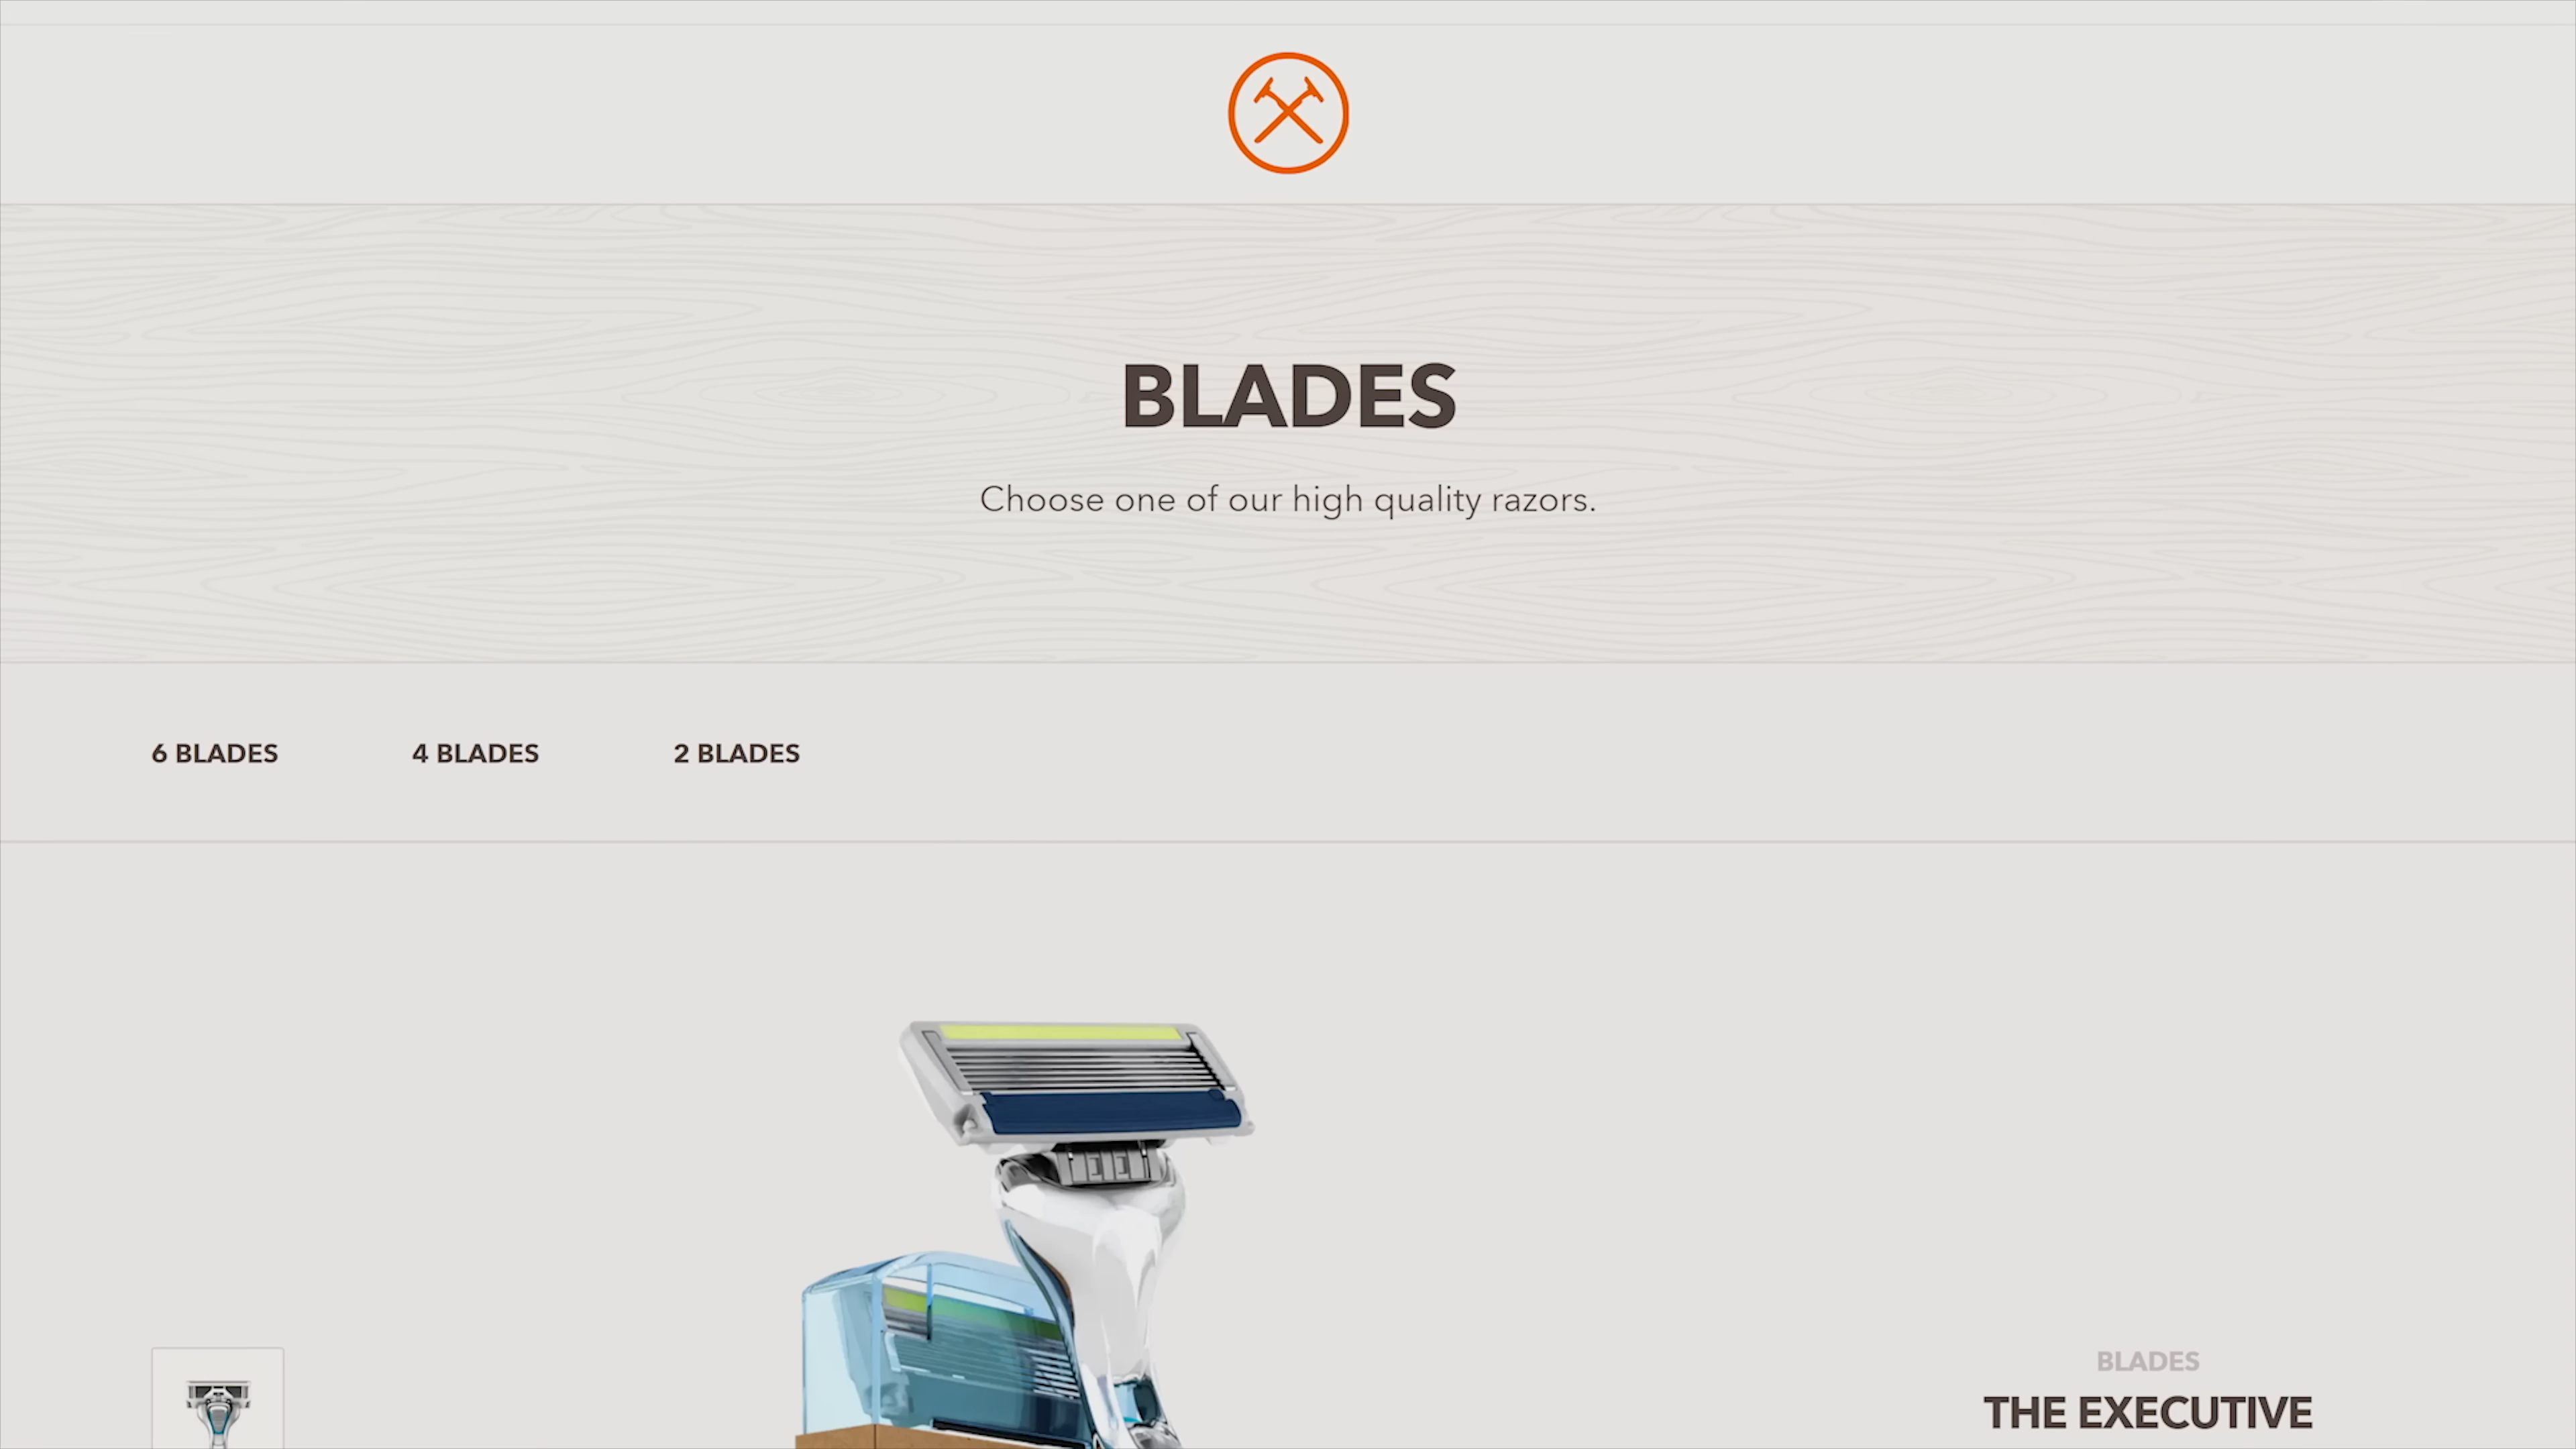 BLADES
Choose one of our high quality razors.
6 BLADES
4 BLADES
2 BLADES
BLADES
THE EXECUTIVE